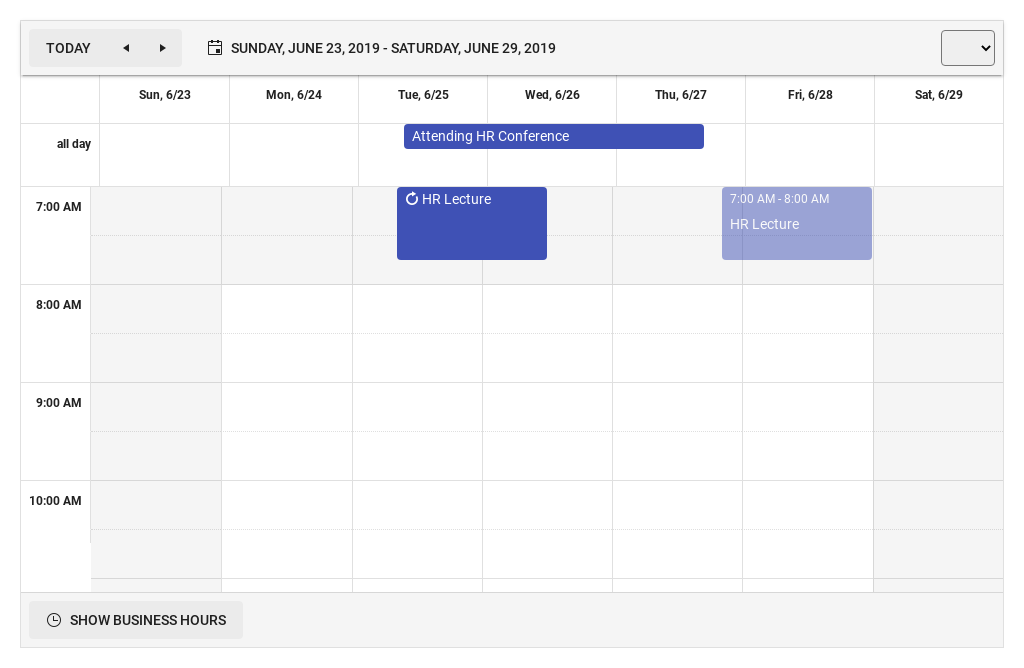 TODAY
SUNDAY, JUNE 23, 2019 - SATURDAY, JUNE 29, 2019
Sun, 6/23
Mon, 6/24
Tue, 6/25
Wed, 6/26
Thu, 6/27
Fri, 6/28
Sat, 6/29
all day
Attending HR Conference
7:00 AM
HR Lecture
7:00 AM - 8:00 AM
HR Lecture
8:00 AM
9:00 AM
10:00 AM
SHOW BUSINESS HOURS